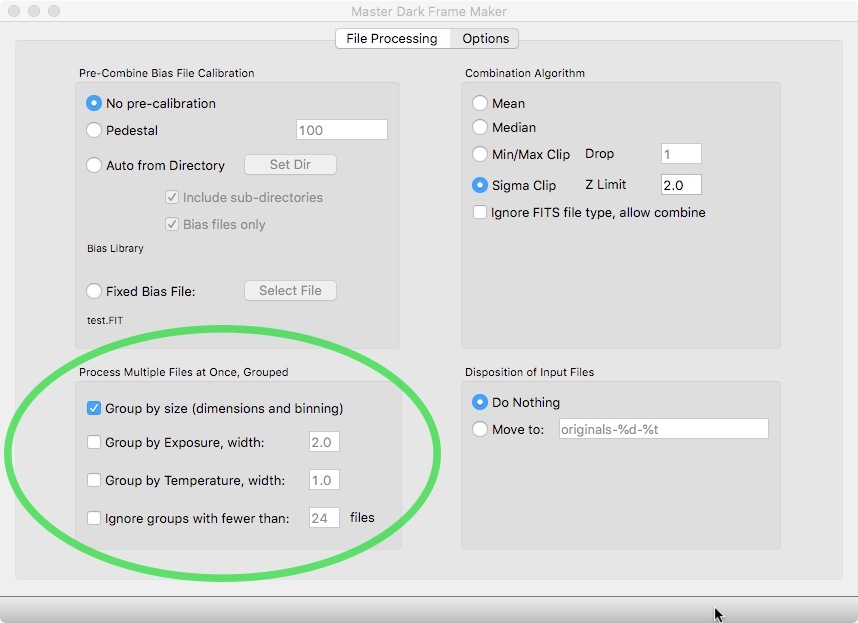 Master Dark Frame Maker
File Processing Options
Pre-Combine Bias File Calibration
No pre-calibration
Pedestal 100
Auto from Directory Set Dir
Include sub-directories
Bias files only
Bias Library
Fixed Bias File: Select File
test.FIT
Combination Algorithm
Mean
Median
Min/Max Clip Drop 1
Sigma Clip Z Limit 2.0
Ignore FITS file type, allow combine
Process Multiple Files at Once, Grouped
Group by size (dimensions and binning)
Group by Exposure, width: 2.0
Group by Temperature, width: 1.0
Ignore groups with fewer than: 24 files
Disposition of Input Files
Do Nothing
Move to: originals-%d-%t